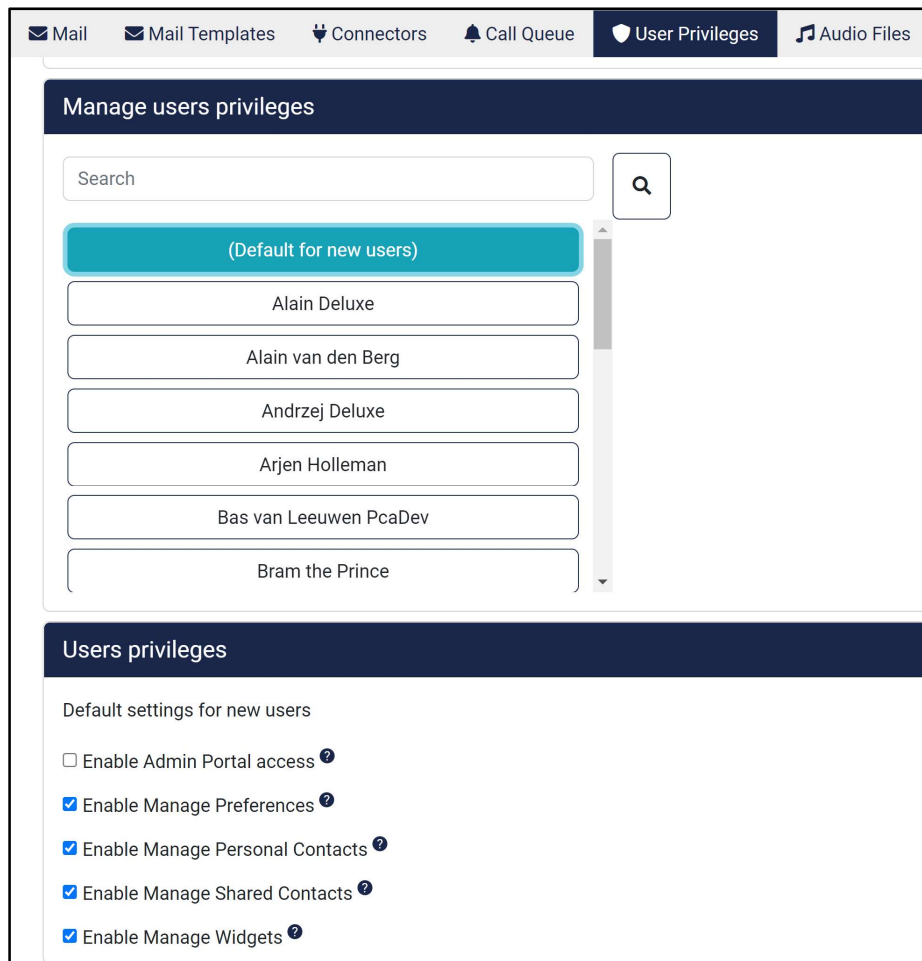 Mail Mail Templates Connectors Call Queue User Privileges Audio Files
Manage users privileges
Search
(Default for new users)
Alain Deluxe
Alain van den Berg
Andrzej Deluxe
Arjen Holleman
Bas van Leeuwen PcaDev
Bram the Prince
Users privileges
Default settings for new users
Enable Admin Portal access ?
Enable Manage Preferences ?
Enable Manage Personal Contacts ?
Enable Manage Shared Contacts ?
Enable Manage Widgets ?